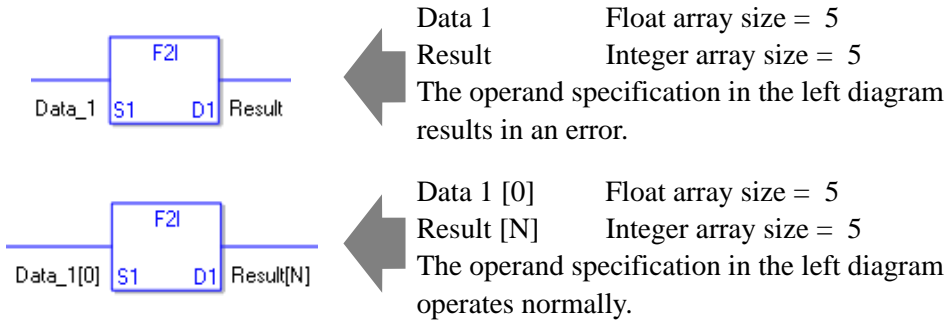 F2I
Data_1 S1 D1 Result
Data 1 Float array size = 5
Result Integer array size = 5
The operand specification in the left diagram
results in an error.
F2I
Data_1[0] S1 D1 Result[N]
Data 1 [0] Float array size = 5
Result [N] Integer array size = 5
The operand specification in the left diagram
operates normally.